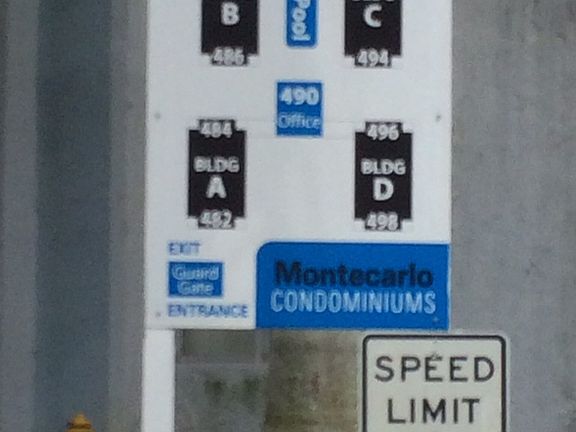 B
Pool
C
486
494
490
Office
484
496
BLDG
A
BLDG
D
482
498
EXIT
Guard
Gate
ENTRANCE
Montecarlo
CONDOMINIUMS
SPEED
LIMIT